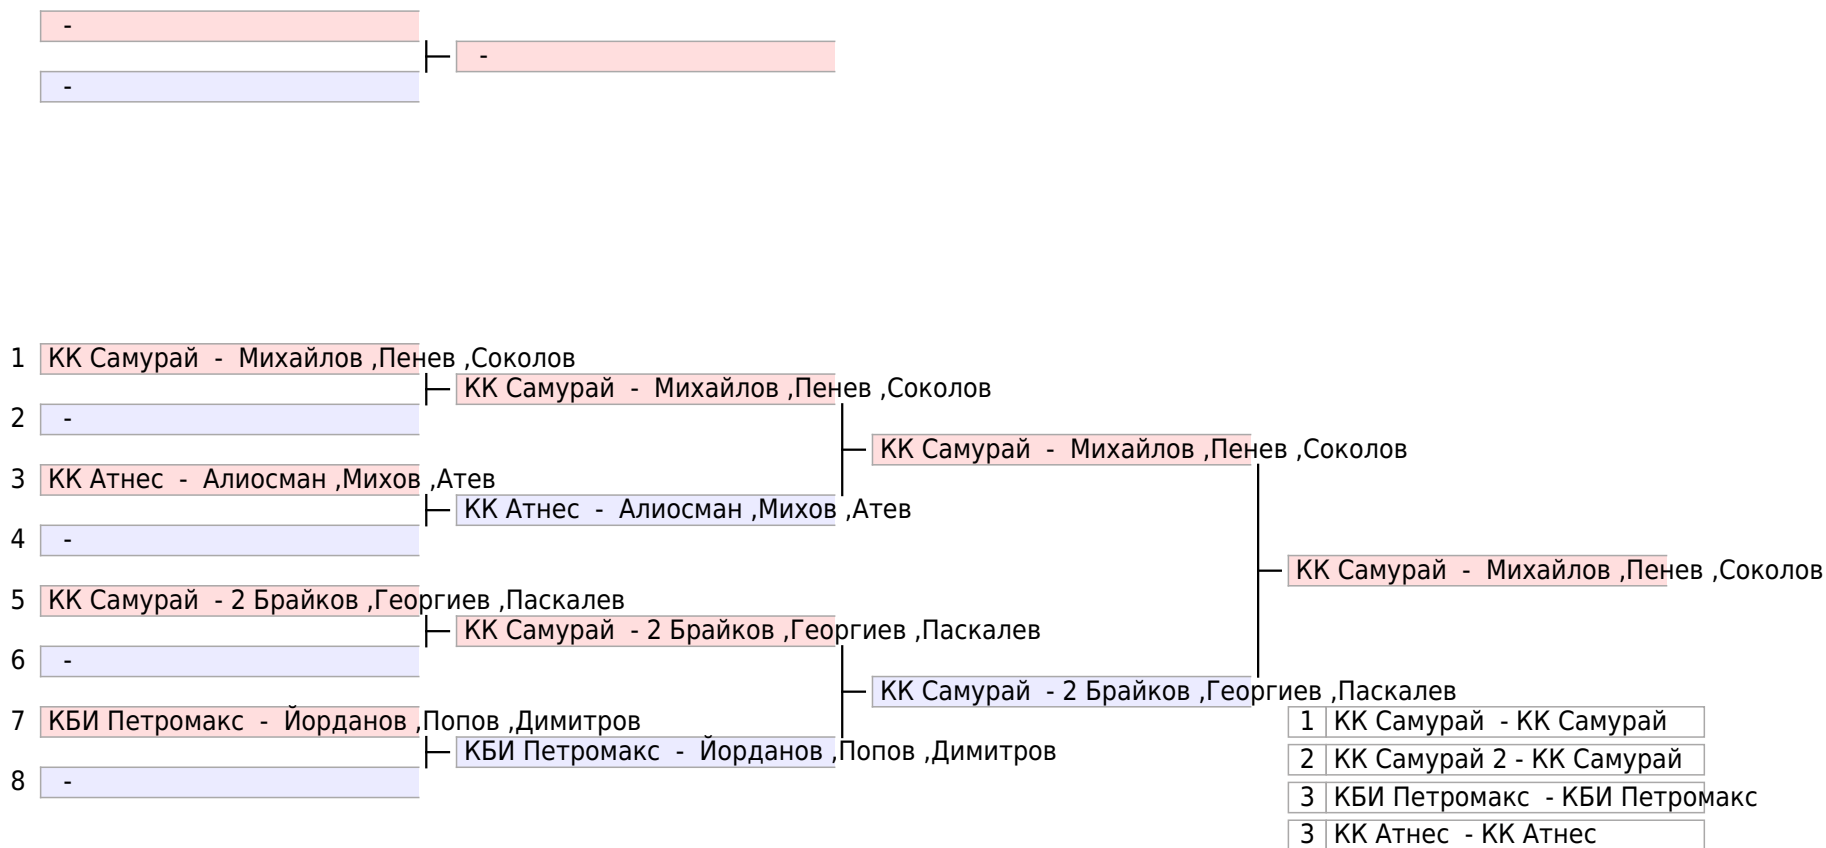 -
-
-
1 КК Самурай - Михайлов ,Пенев ,Соколов
КК Самурай - Михайлов ,Пенев ,Соколов
2 -
КК Самурай - Михайлов ,Пенев ,Соколов
3 КК Атнес - Алиосман ,Михов ,Атев
КК Атнес - Алиосман ,Михов ,Атев
4 -
КК Самурай - Михайлов ,Пенев ,Соколов
5 КК Самурай - 2 Брайков ,Георгиев ,Паскалев
КК Самурай - 2 Брайков ,Георгиев ,Паскалев
6 -
КК Самурай - 2 Брайков ,Георгиев ,Паскалев
7 КБИ Петромакс - Йорданов ,Попов ,Димитров
1 КК Самурай - КК Самурай
КБИ Петромакс - Йорданов ,Попов ,Димитров
2 КК Самурай 2 - КК Самурай
8 -
3 КБИ Петромакс - КБИ Петромакс
3 КК Атнес - КК Атнес